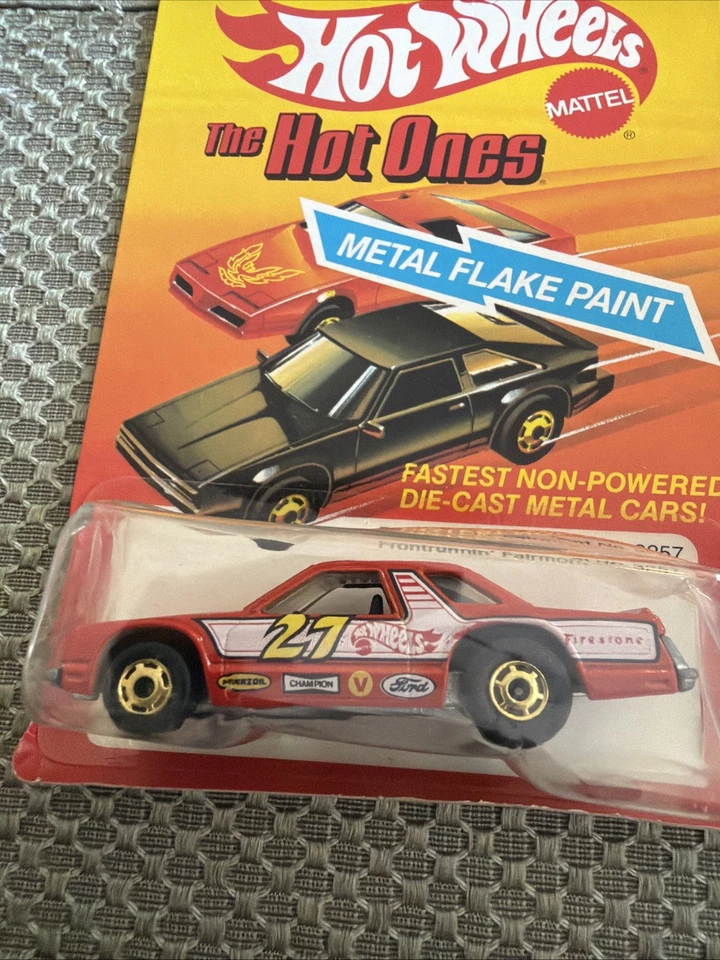 Hot Wheels
MATTEL
®
The Hot Ones
METAL FLAKE PAINT
FASTEST NON-POWERED
DIE-CAST METAL CARS!
Frontrunnin' Fairmont
27
Hot Wheels
Firestone
PENNZOIL
CHAMPION
V
Ford